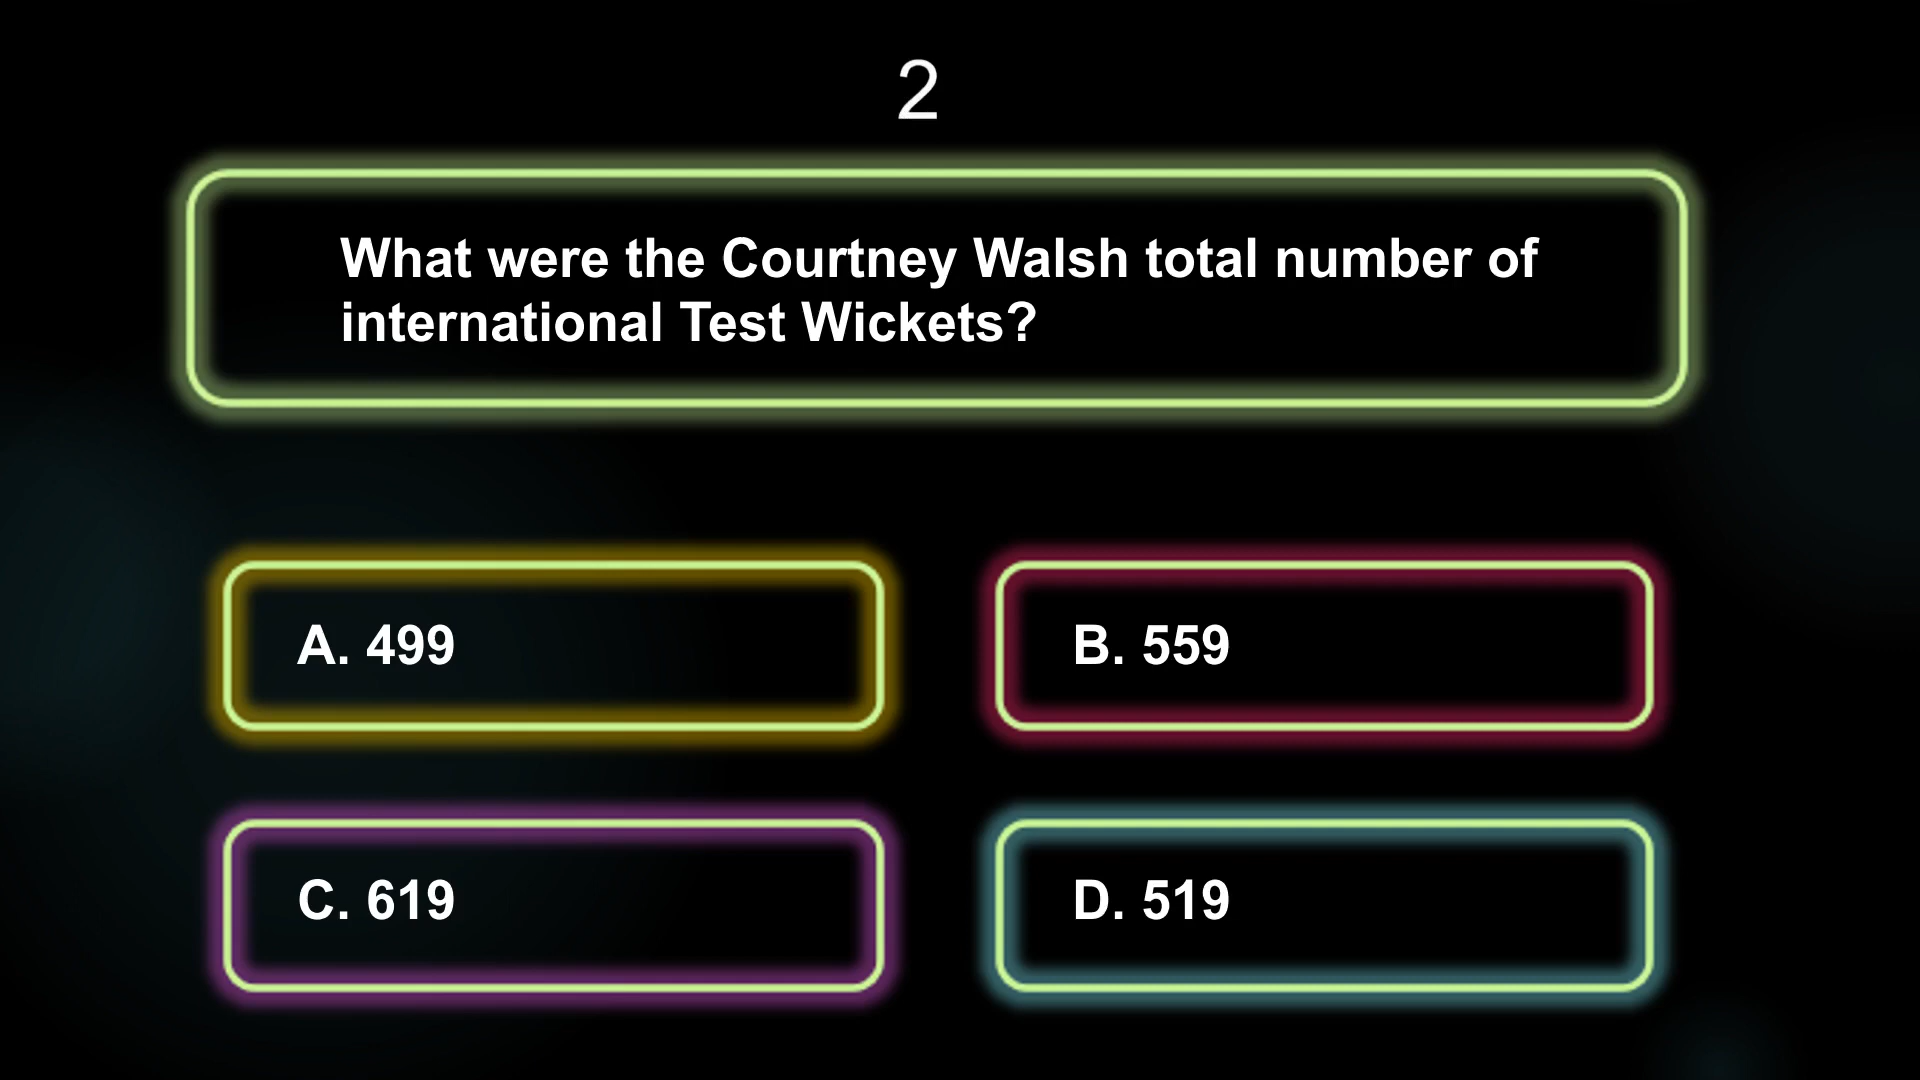 2
What were the Courtney Walsh total number of
international Test Wickets?
A. 499
B. 559
C. 619
D. 519